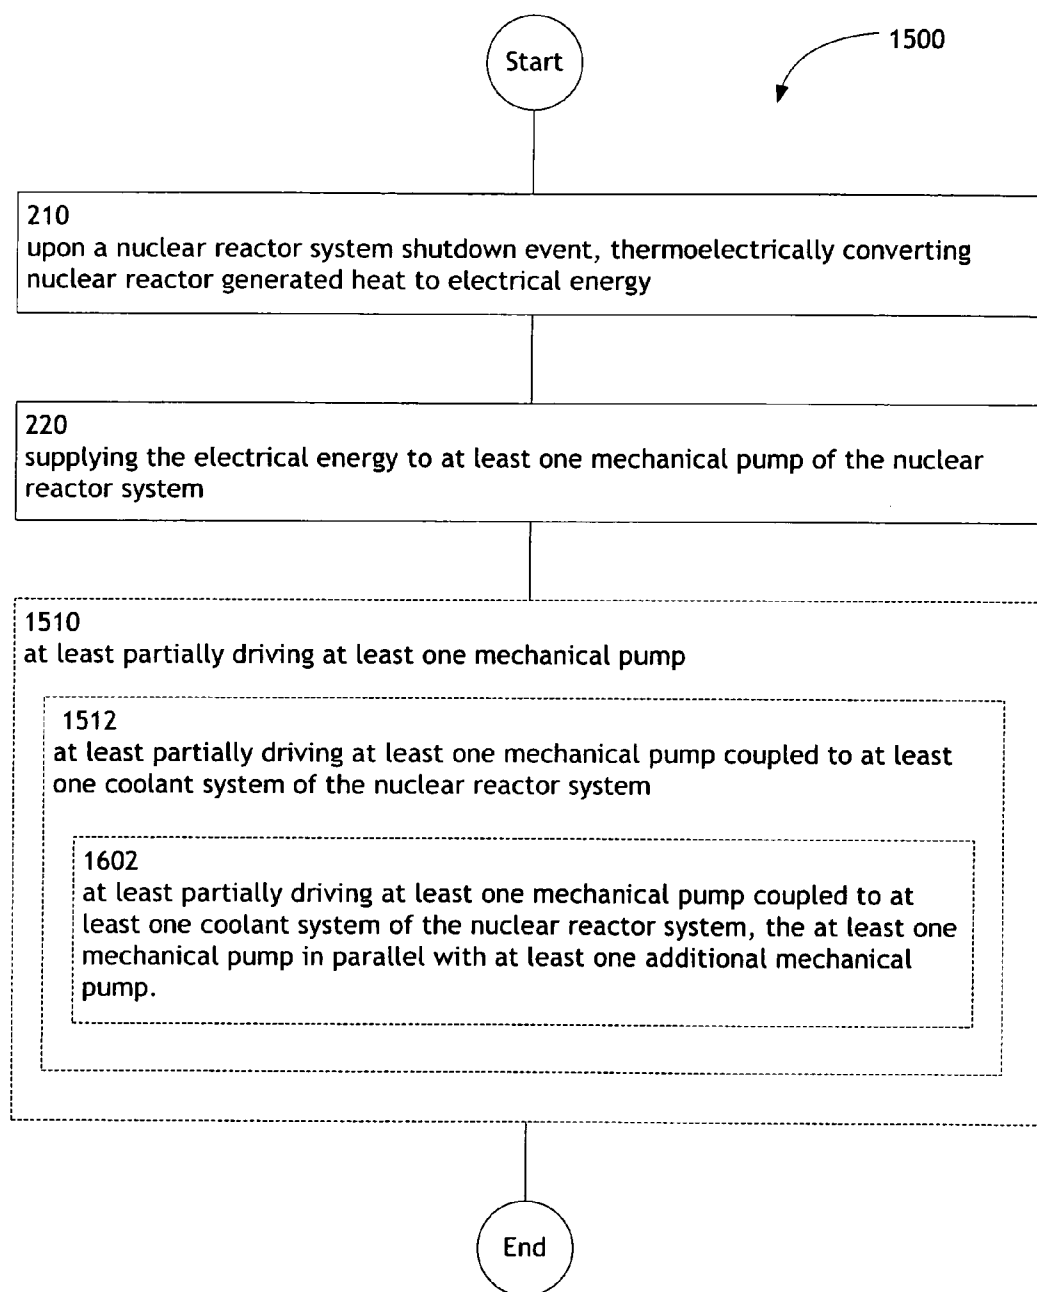 Start
1500
210
upon a nuclear reactor system shutdown event, thermoelectrically converting
nuclear reactor generated heat to electrical energy
220
supplying the electrical energy to at least one mechanical pump of the nuclear
reactor system
1510
at least partially driving at least one mechanical pump
1512
at least partially driving at least one mechanical pump coupled to at least
one coolant system of the nuclear reactor system
1602
at least partially driving at least one mechanical pump coupled to at
least one coolant system of the nuclear reactor system, the at least one
mechanical pump in parallel with at least one additional mechanical
pump.
End